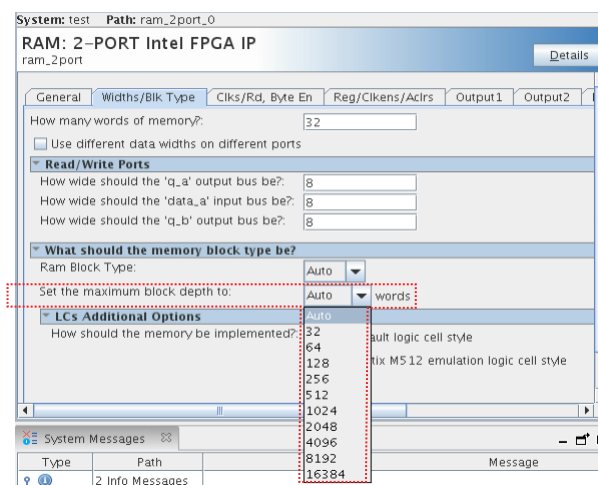 System: test Path: ram_2port_0
RAM: 2-PORT Intel FPGA IP
ram_2port
Details
General Widths/Blk Type Clks/Rd, Byte En Reg/Clkens/Aclrs Output1 Output2
How many words of memory?: 32
Use different data widths on different ports
Read/Write Ports
How wide should the 'q_a' output bus be?: 8
How wide should the 'data_a' input bus be?: 8
How wide should the 'q_b' output bus be?: 8
What should the memory block type be?
Ram Block Type: Auto
Set the maximum block depth to: Auto words
Auto
LCs Additional Options
32
How should the memory be implemented?: ault logic cell style
64
128 tix M512 emulation logic cell style
256
512
1024
2048
4096
8192
16384
System Messages
Type Path Message
2 Info Messages